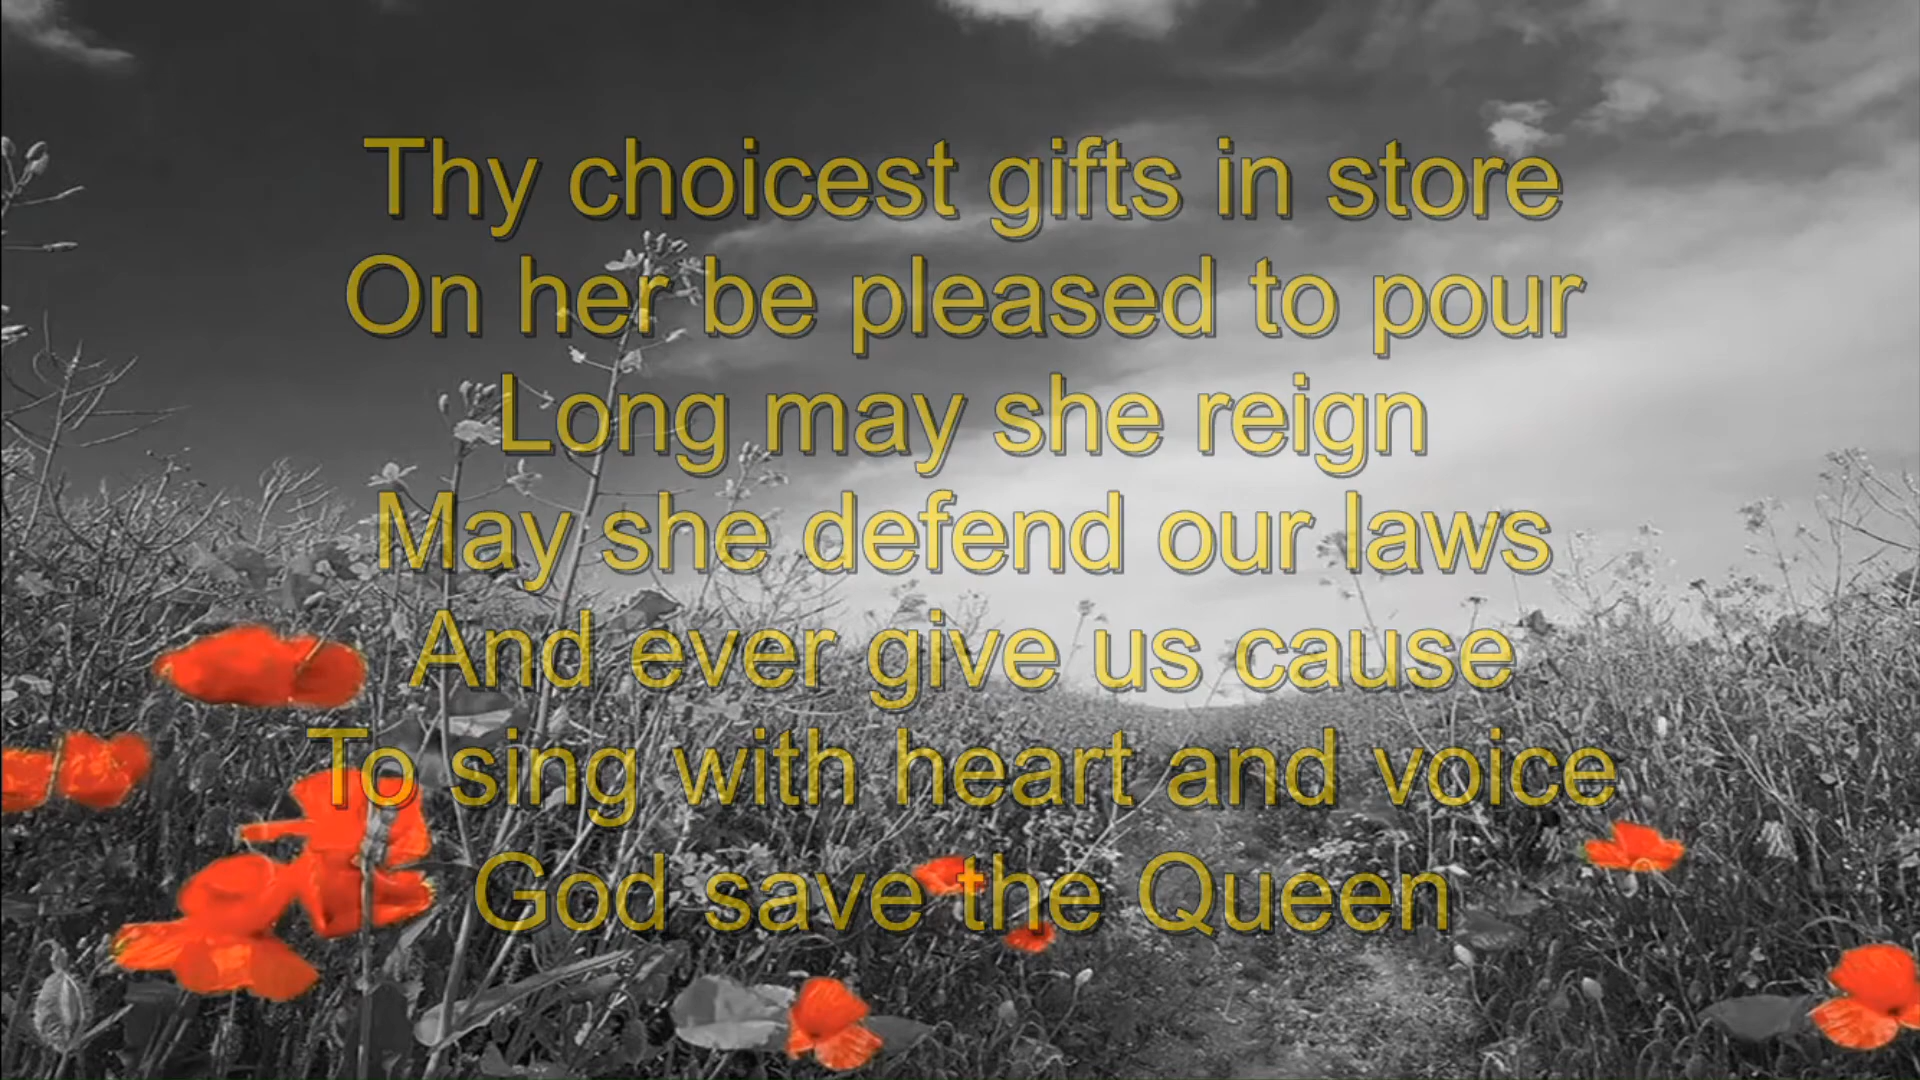 Thy choicest gifts in store
On her be pleased to pour
Long may she reign
May she defend our laws
And ever give us cause
To sing with heart and voice
God save the Queen